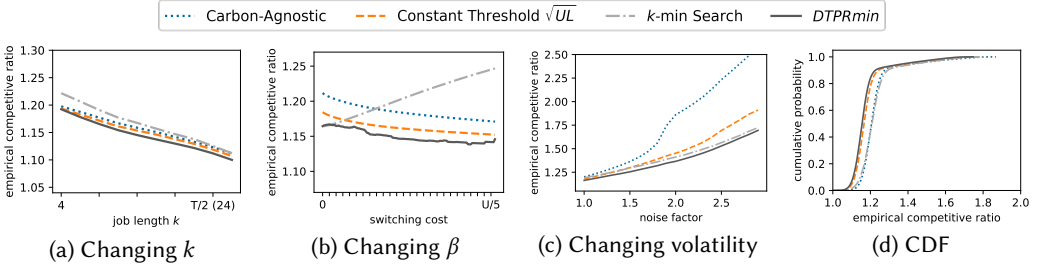 Carbon-Agnostic Constant Threshold √UL k-min Search DTPRmin
empirical competitive ratio
1.30
1.25
1.20
1.15
1.10
1.05
4
T/2 (24)
job length k
(a) Changing k
empirical competitive ratio
1.25
1.20
1.15
1.10
0
U/5
switching cost
(b) Changing β
empirical competitive ratio
2.50
2.25
2.00
1.75
1.50
1.25
1.0 1.5 2.0 2.5
noise factor
(c) Changing volatility
cumulative probability
1.0
0.8
0.6
0.4
0.2
0.0
1.0 1.2 1.4 1.6 1.8 2.0
empirical competitive ratio
(d) CDF